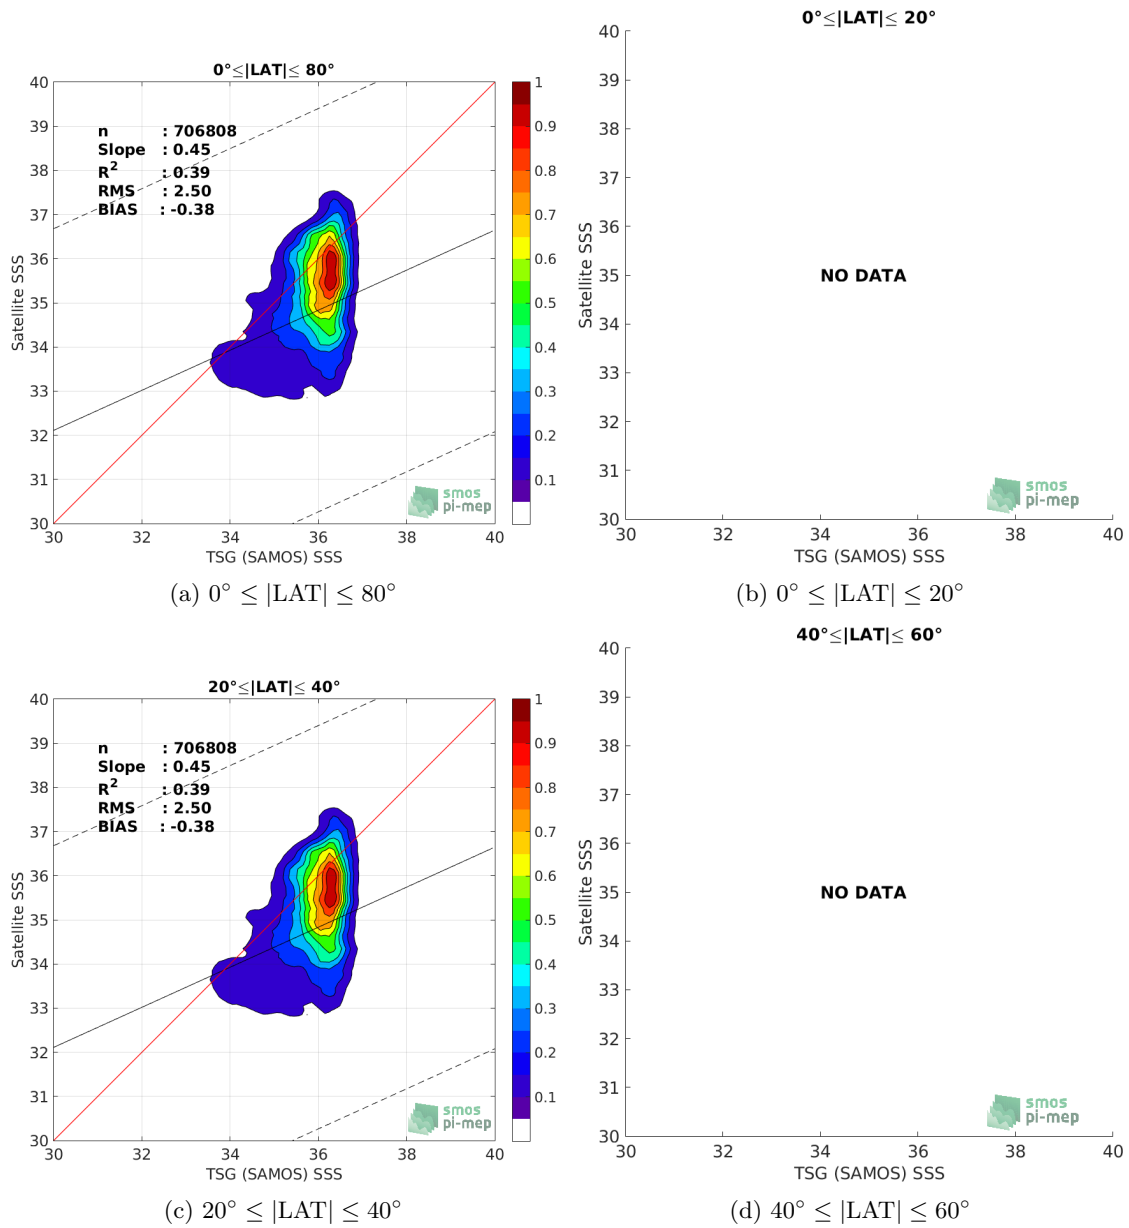 0°≤|LAT|≤ 80°
40
39
38
37
36
35
34
33
32
31
30
Satellite SSS
n : 706808
Slope : 0.45
R² : 0.39
RMS : 2.50
BIAS : -0.38
1
0.9
0.8
0.7
0.6
0.5
0.4
0.3
0.2
0.1
smos
pi-mep
30 32 34 36 38 40
TSG (SAMOS) SSS
(a) 0° ≤ |LAT| ≤ 80°
0°≤|LAT|≤ 20°
40
39
38
37
36
35
34
33
32
31
30
Satellite SSS
NO DATA
smos
pi-mep
30 32 34 36 38 40
TSG (SAMOS) SSS
(b) 0° ≤ |LAT| ≤ 20°
20°≤|LAT|≤ 40°
40
39
38
37
36
35
34
33
32
31
30
Satellite SSS
n : 706808
Slope : 0.45
R² : 0.39
RMS : 2.50
BIAS : -0.38
1
0.9
0.8
0.7
0.6
0.5
0.4
0.3
0.2
0.1
smos
pi-mep
30 32 34 36 38 40
TSG (SAMOS) SSS
(c) 20° ≤ |LAT| ≤ 40°
40°≤|LAT|≤ 60°
40
39
38
37
36
35
34
33
32
31
30
Satellite SSS
NO DATA
smos
pi-mep
30 32 34 36 38 40
TSG (SAMOS) SSS
(d) 40° ≤ |LAT| ≤ 60°